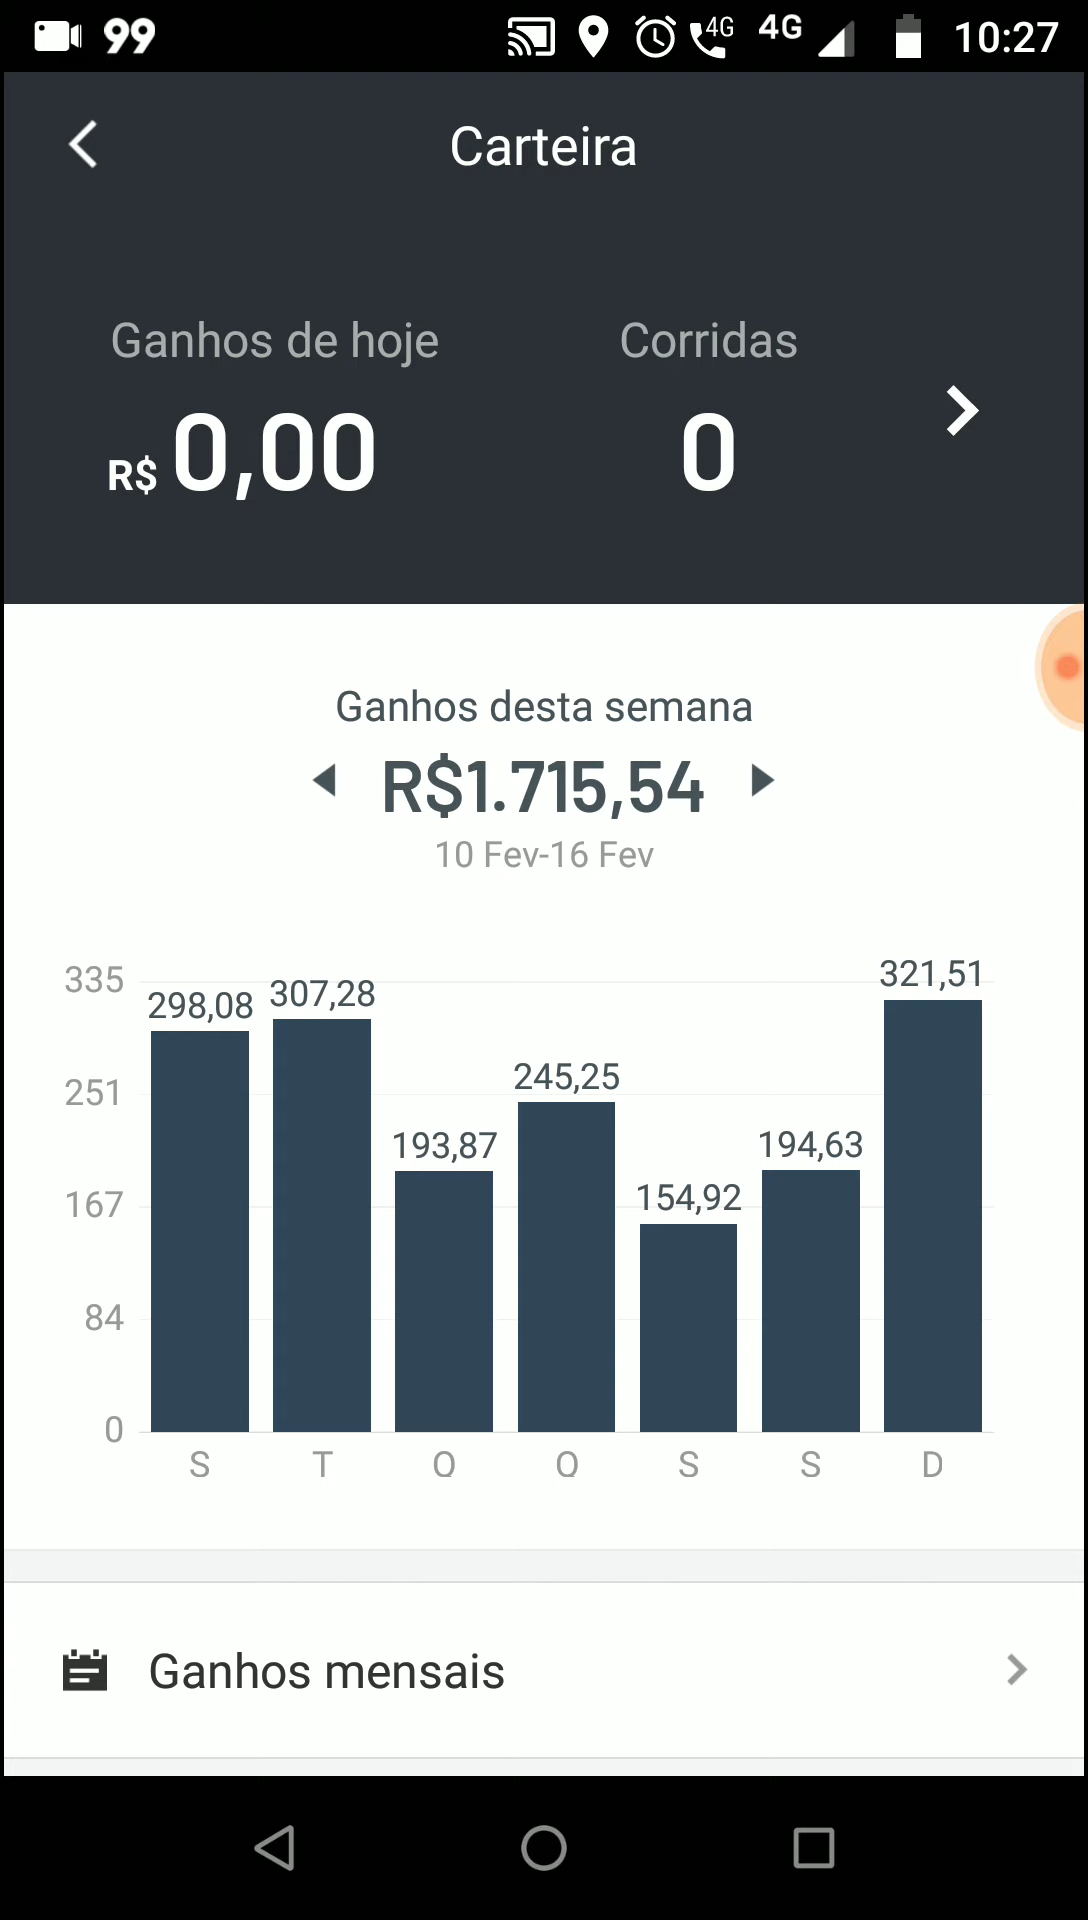 99 4G 4G 10:27
Carteira
Ganhos de hoje Corridas
R$ 0,00 0
Ganhos desta semana
R$1.715,54
10 Fev-16 Fev
335
251
167
84
0
298,08 307,28 193,87 245,25 154,92 194,63 321,51
S T Q Q S S D
Ganhos mensais